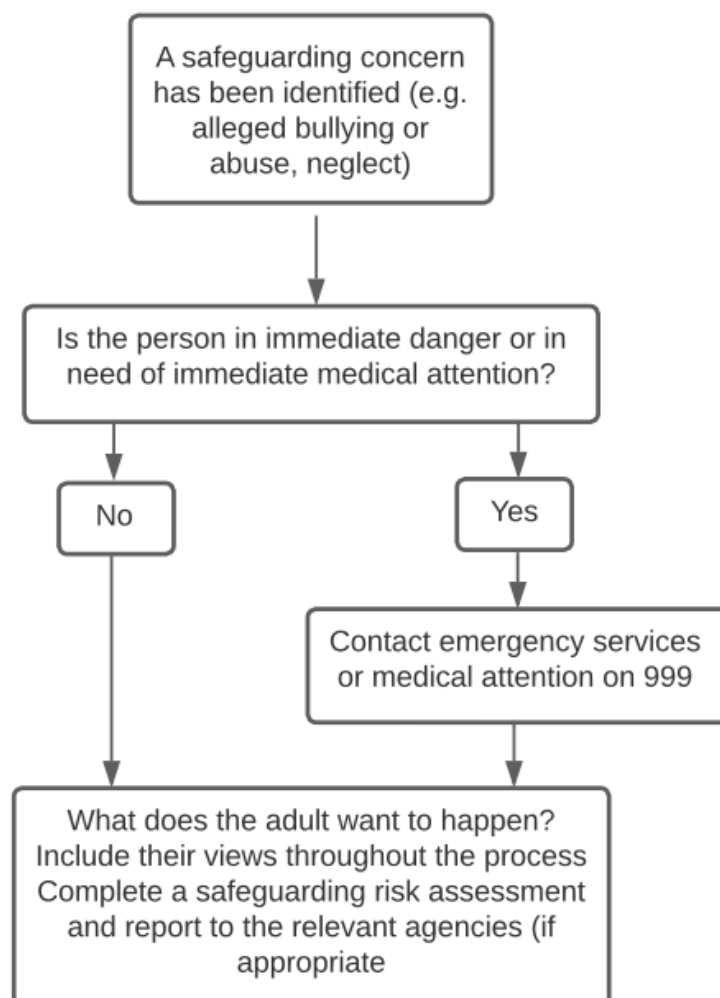 A safeguarding concern
has been identified (e.g.
alleged bullying or
abuse, neglect)
Is the person in immediate danger or in
need of immediate medical attention?
No
Yes
Contact emergency services
or medical attention on 999
What does the adult want to happen?
Include their views throughout the process
Complete a safeguarding risk assessment
and report to the relevant agencies (if
appropriate